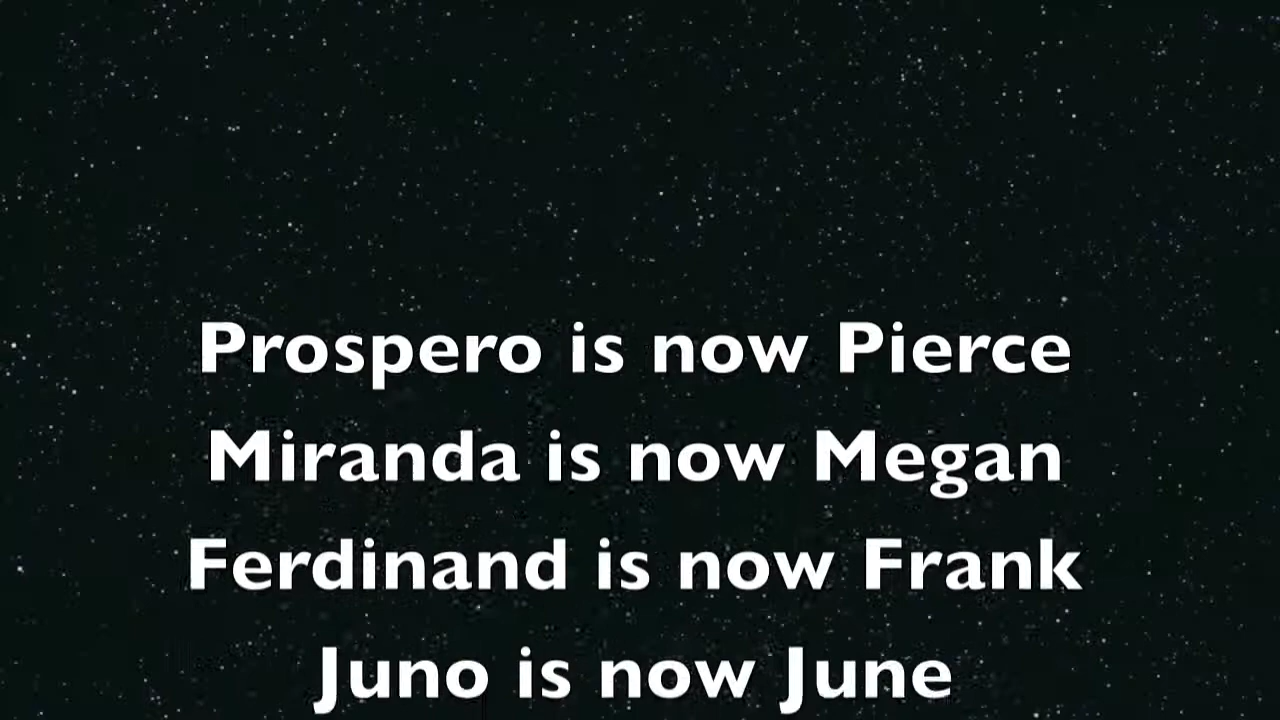 Prospero is now Pierce
Miranda is now Megan
Ferdinand is now Frank
Juno is now June